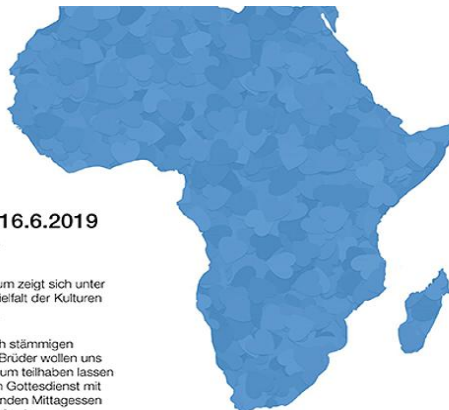 16.6.2019
um zeigt sich unter
ielfalt der Kulturen
h stämmigen
Brüder wollen uns
um teilhaben lassen
Gottesdienst mit
nden Mittagessen